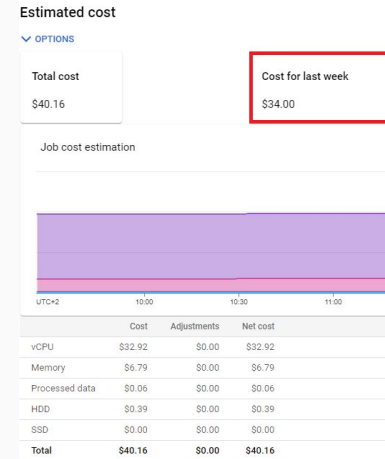 Estimated cost
OPTIONS
Total cost
Cost for last week
$40.16
$34.00
Job cost estimation
UTC+2 10:00 10:30 11:00
Cost Adjustments Net cost
vCPU $32.92 $0.00 $32.92
Memory $6.79 $0.00 $6.79
Processed data $0.06 $0.00 $0.06
HDD $0.39 $0.00 $0.39
SSD $0.00 $0.00 $0.00
Total $40.16 $0.00 $40.16